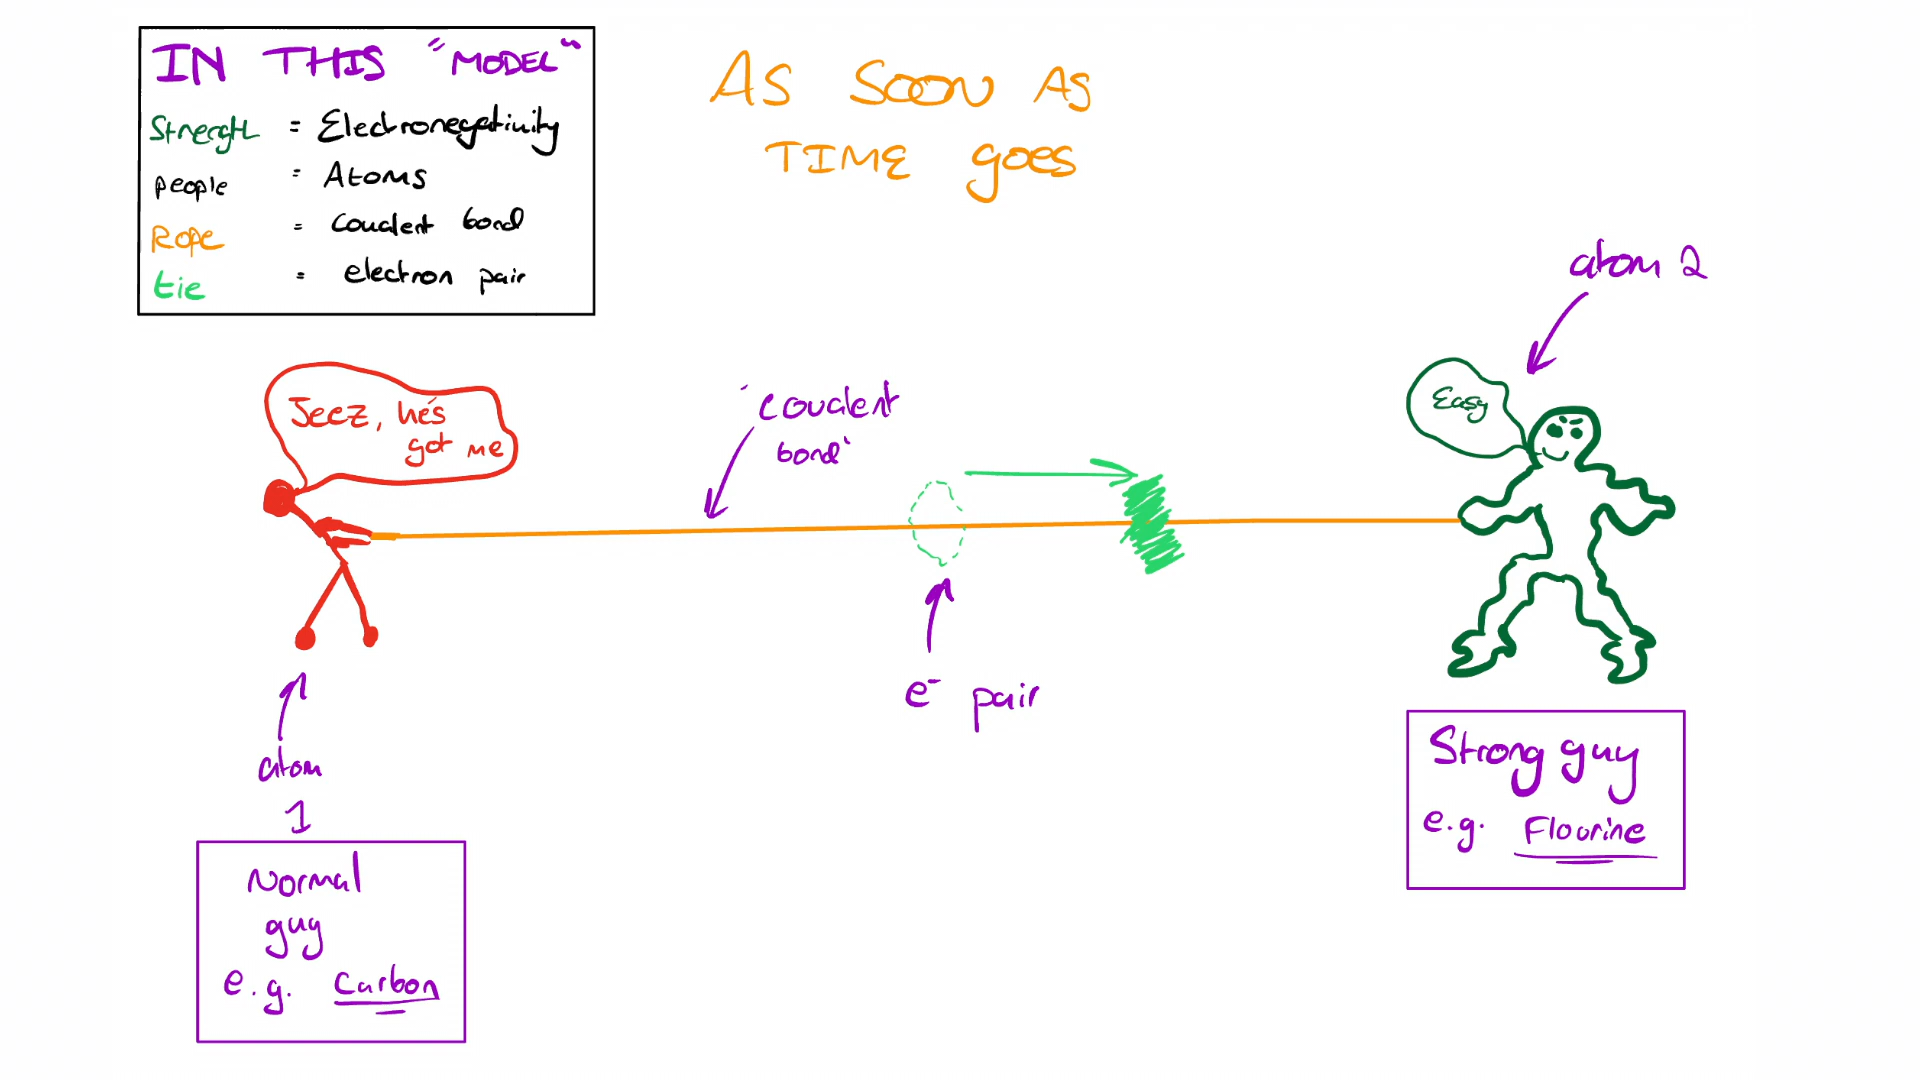 IN THIS "MODEL"
Strength = Electronegativity
people = Atoms
Rope = Covalent bond
tie = electron pair
AS SOON AS
TIME goes
atom 2
Jeez, he's
got me
'covalent
bond'
Easy
e⁻ pair
atom
1
Normal
guy
e.g. Carbon
Strong guy
e.g. Floorine